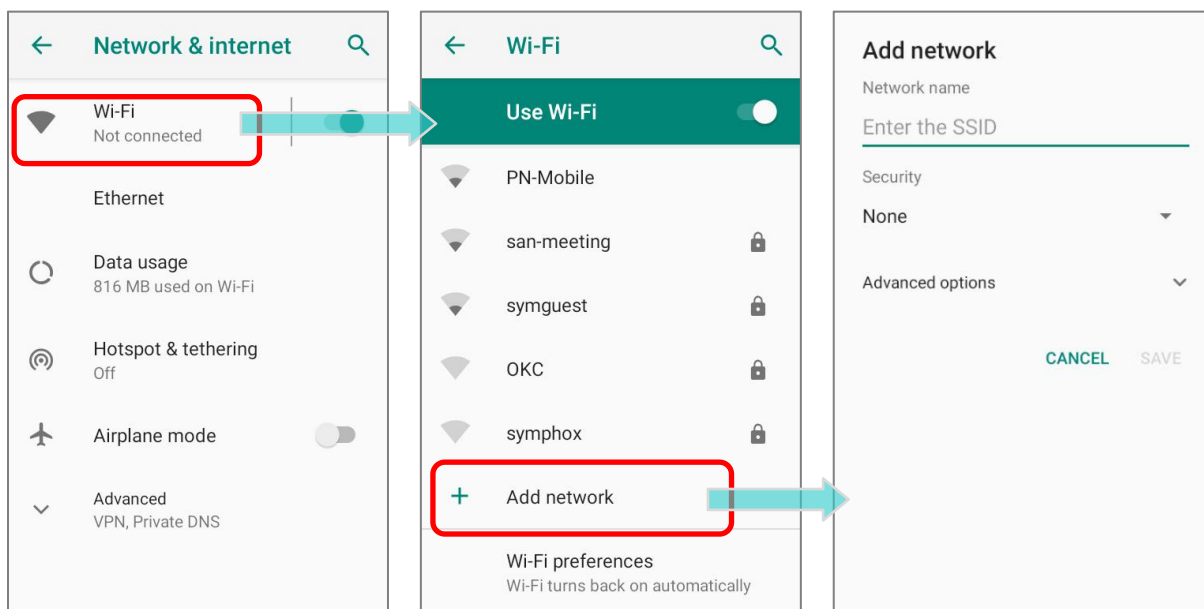 Network & internet
Wi-Fi
Not connected
Ethernet
Data usage
816 MB used on Wi-Fi
Hotspot & tethering
Off
Airplane mode
Advanced
VPN, Private DNS
Wi-Fi
Use Wi-Fi
PN-Mobile
san-meeting
symguest
OKC
symphox
Add network
Wi-Fi preferences
Wi-Fi turns back on automatically
Add network
Network name
Enter the SSID
Security
None
Advanced options
CANCEL SAVE